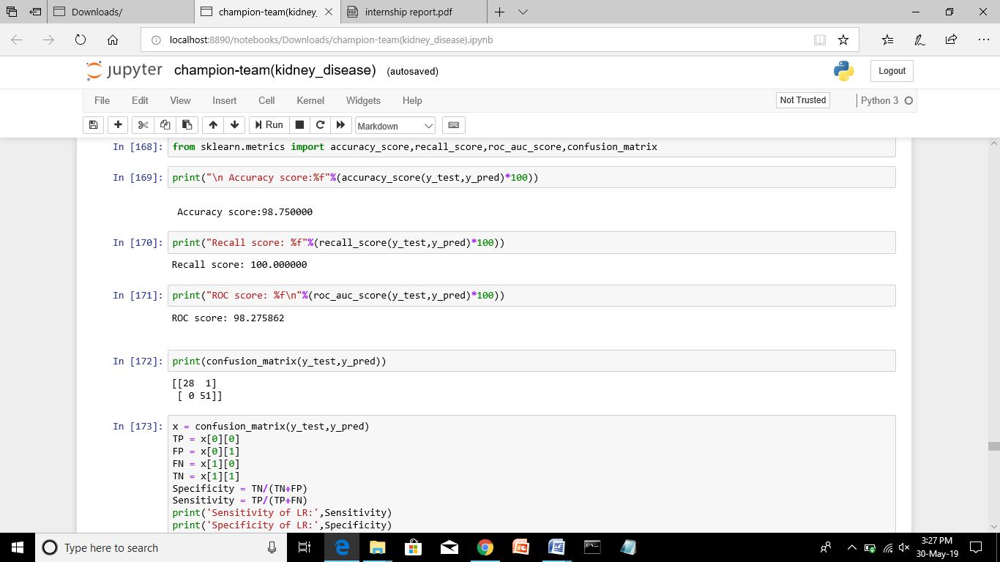 Downloads/
champion-team(kidney_
internship report.pdf
localhost:8890/notebooks/Downloads/champion-team(kidney_disease).ipynb
jupyter champion-team(kidney_disease) (autosaved)
Logout
File Edit View Insert Cell Kernel Widgets Help
Not Trusted
Python 3
Run
Markdown
In [168]: from sklearn.metrics import accuracy_score,recall_score,roc_auc_score,confusion_matrix
In [169]: print("\n Accuracy score:%f"%(accuracy_score(y_test,y_pred)*100))
Accuracy score:98.750000
In [170]: print("Recall score: %f"%(recall_score(y_test,y_pred)*100))
Recall score: 100.000000
In [171]: print("ROC score: %f\n"%(roc_auc_score(y_test,y_pred)*100))
ROC score: 98.275862
In [172]: print(confusion_matrix(y_test,y_pred))
[[28  1]
 [ 0 51]]
In [173]: x = confusion_matrix(y_test,y_pred)
TP = x[0][0]
FP = x[0][1]
FN = x[1][0]
TN = x[1][1]
Specificity = TN/(TN+FP)
Sensitivity = TP/(TP+FN)
print('Sensitivity of LR:',Sensitivity)
print('Specificity of LR:',Specificity)
Type here to search
3:27 PM
30-May-19